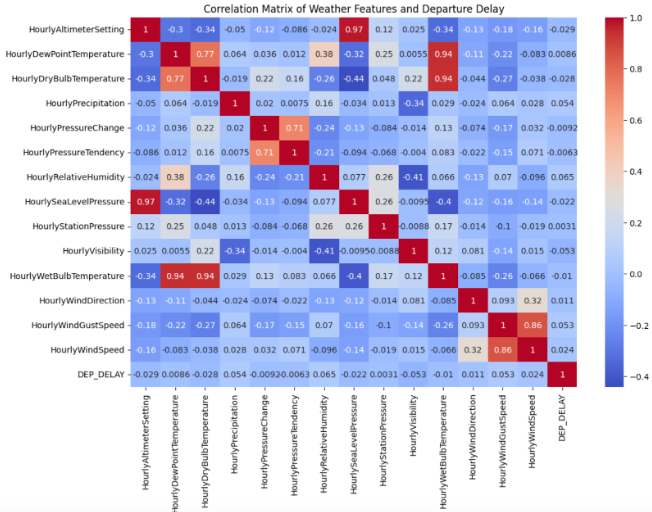 Correlation Matrix of Weather Features and Departure Delay
HourlyAltimeterSetting 1 -0.3 -0.34 -0.05 -0.12 -0.086 -0.024 0.97 0.12 0.025 -0.34 -0.13 -0.18 -0.16 -0.029
HourlyDewPointTemperature -0.3 1 0.77 0.064 0.036 0.012 0.38 -0.32 0.25 0.0055 0.94 -0.11 -0.22 -0.083 0.0086
HourlyDryBulbTemperature -0.34 0.77 1 -0.019 0.22 0.16 -0.26 -0.44 0.048 0.22 0.94 -0.044 -0.27 -0.038 -0.028
HourlyPrecipitation -0.05 0.064 -0.019 1 0.02 0.0075 0.16 -0.034 0.013 -0.34 0.029 -0.024 0.064 0.028 0.054
HourlyPressureChange -0.12 0.036 0.22 0.02 1 0.71 -0.24 -0.13 -0.084 -0.014 0.13 -0.074 -0.17 0.032 -0.0092
HourlyPressureTendency -0.086 0.012 0.16 0.0075 0.71 1 -0.21 -0.094 -0.068 -0.004 0.083 -0.022 -0.15 0.071 0.0063
HourlyRelativeHumidity -0.024 0.38 -0.26 0.16 -0.24 -0.21 1 0.077 0.26 -0.41 0.066 -0.13 0.07 -0.096 0.065
HourlySeaLevelPressure 0.97 -0.32 -0.44 -0.034 -0.13 -0.094 0.077 1 0.26 -0.0095 -0.4 -0.12 -0.16 -0.14 -0.022
HourlyStationPressure 0.12 0.25 0.048 0.013 -0.084 -0.068 0.26 0.26 1 -0.0088 0.17 -0.014 -0.1 -0.019 0.0031
HourlyVisibility 0.025 0.0055 0.22 -0.34 -0.014 -0.004 -0.41 -0.0095 -0.0088 1 0.12 0.081 -0.14 0.015 -0.053
HourlyWetBulbTemperature -0.34 0.94 0.94 0.029 0.13 0.083 0.066 -0.4 0.17 0.12 1 -0.085 -0.26 -0.066 -0.01
HourlyWindDirection -0.13 -0.11 -0.044 -0.024 -0.074 -0.022 -0.13 -0.12 -0.014 0.081 -0.085 1 0.093 0.32 0.011
HourlyWindGustSpeed -0.18 -0.22 -0.27 0.064 -0.17 -0.15 0.07 -0.16 -0.1 -0.14 -0.26 0.093 1 0.86 0.053
HourlyWindSpeed -0.16 -0.083 -0.038 0.028 0.032 0.071 -0.096 -0.14 -0.019 0.015 -0.066 0.32 0.86 1 0.024
DEP_DELAY -0.029 0.0086 -0.028 0.054 -0.0092 0.0063 0.065 -0.022 0.0031 -0.053 -0.01 0.011 0.053 0.024 1
HourlyAltimeterSetting
HourlyDewPointTemperature
HourlyDryBulbTemperature
HourlyPrecipitation
HourlyPressureChange
HourlyPressureTendency
HourlyRelativeHumidity
HourlySeaLevelPressure
HourlyStationPressure
HourlyVisibility
HourlyWetBulbTemperature
HourlyWindDirection
HourlyWindGustSpeed
HourlyWindSpeed
DEP_DELAY
1.0
0.8
0.6
0.4
0.2
0.0
-0.2
-0.4